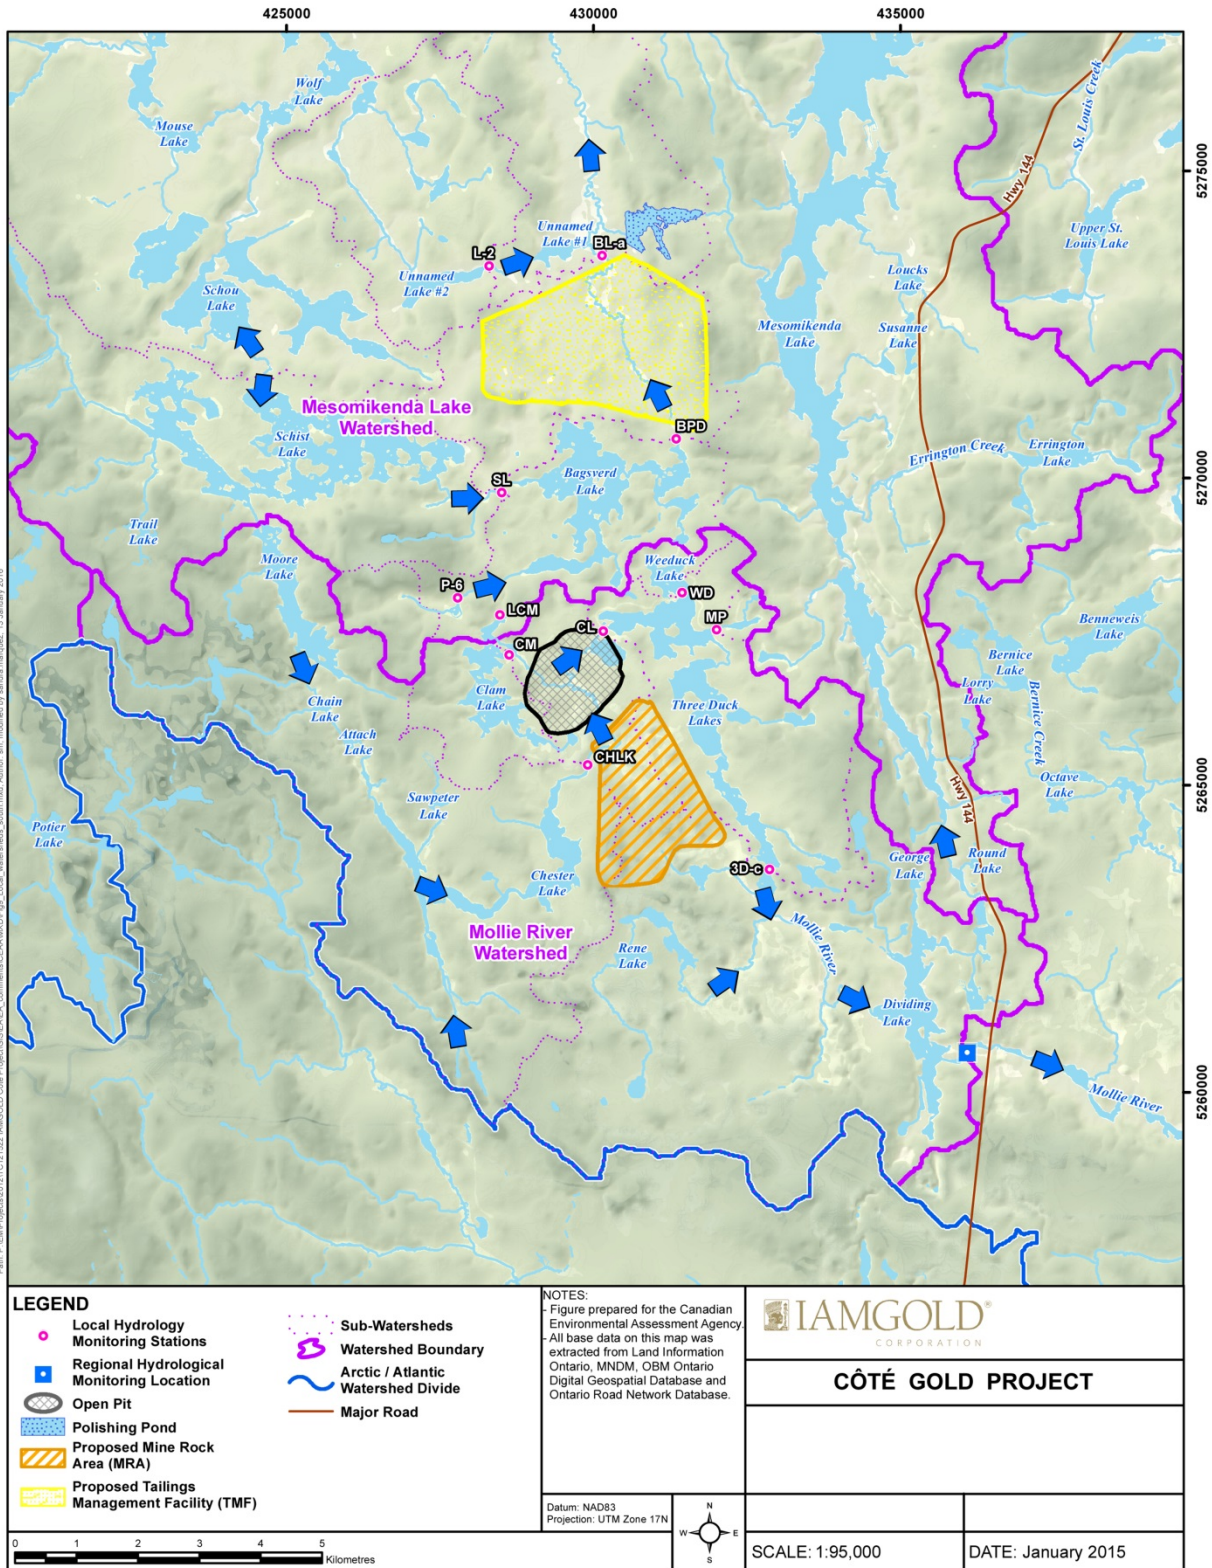 425000
430000
435000
Wolf
Lake
Mouse
Lake
St. Louis Creek
Hwy 144
5275000
Unnamed
Lake #1
BL-a
L-2
Unnamed
Lake #2
Upper St.
Louis Lake
Loucks
Lake
Schou
Lake
Mesomikenda
Lake
Susanne
Lake
Mesomikenda Lake
Watershed
BPD
Schist
Lake
Errington Creek
Errington
Lake
Bagsverd
Lake
SL
5270000
Trail
Lake
Moore
Lake
Weeduck
Lake
P-6
WD
LCM
CL
MP
Benneweis
Lake
CM
Bernice
Lake
Clam
Lake
Lorry
Lake
Bernice Creek
Chain
Lake
Three Duck
Lakes
Attach
Lake
CHLK
Octave
Lake
Hwy 144
5265000
Sawpeter
Lake
Potier
Lake
George
Lake
Round
Lake
3D-c
Chester
Lake
Mollie River
Watershed
Rene
Lake
Mollie River
Dividing
Lake
Mollie River
5260000
LEGEND
Local Hydrology
Monitoring Stations
Regional Hydrological
Monitoring Location
Open Pit
Polishing Pond
Proposed Mine Rock
Area (MRA)
Proposed Tailings
Management Facility (TMF)
Sub-Watersheds
Watershed Boundary
Arctic / Atlantic
Watershed Divide
Major Road
0 1 2 3 4 5
Kilometres
NOTES:
- Figure prepared for the Canadian
Environmental Assessment Agency.
- All base data on this map was
extracted from Land Information
Ontario, MNDM, OBM Ontario
Digital Geospatial Database and
Ontario Road Network Database.
Datum: NAD83
Projection: UTM Zone 17N
N
W E
S
IAMGOLD®
CORPORATION
CÔTÉ GOLD PROJECT
SCALE: 1:95,000
DATE: January 2015